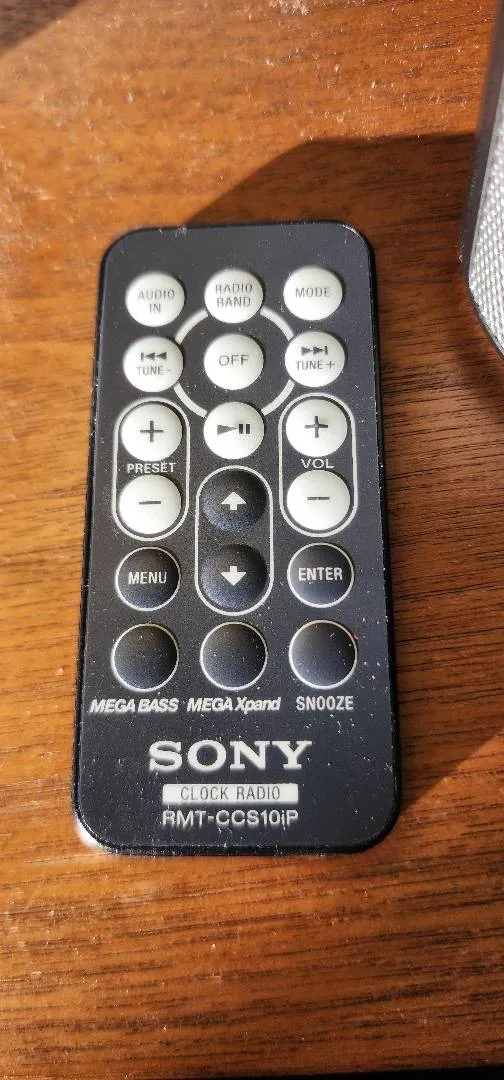 AUDIO IN
RADIO BAND
MODE
TUNE-
OFF
TUNE+
+
+
PRESET
VOL
-
-
MENU
ENTER
MEGA BASS
MEGA Xpand
SNOOZE
SONY
CLOCK RADIO
RMT-CCS10iP